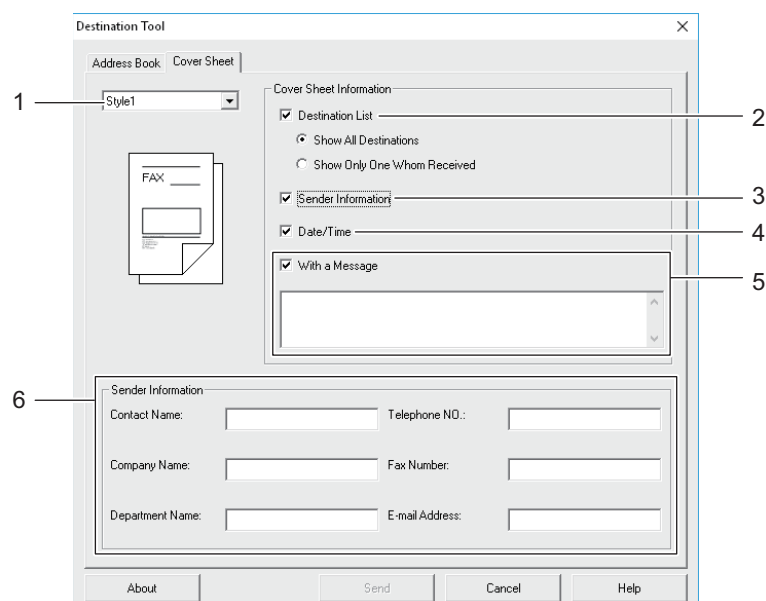 Destination Tool
Address Book Cover Sheet
Cover Sheet Information
1 Style1
Destination List 2
Show All Destinations
Show Only One Whom Received
FAX
Sender Information 3
Date/Time 4
With a Message 5
6 Sender Information
Contact Name: Telephone NO.:
Company Name: Fax Number:
Department Name: E-mail Address:
About Send Cancel Help